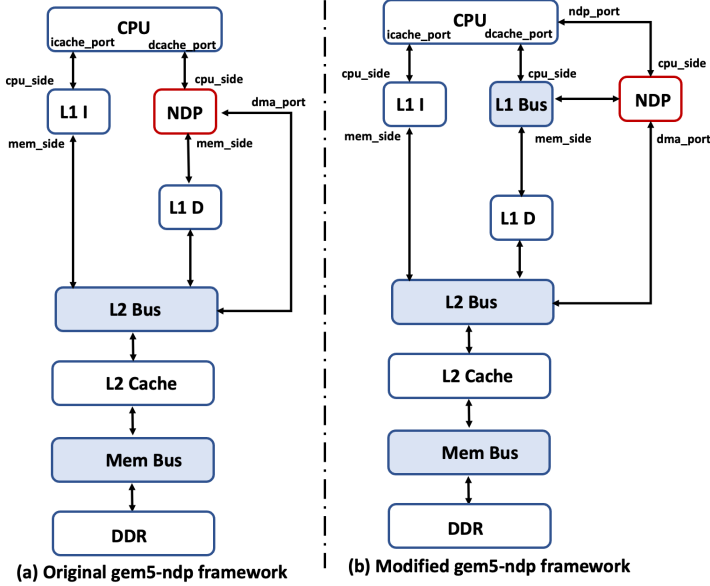 CPU
icache_port
dcache_port
cpu_side
cpu_side
L1 I
NDP
dma_port
mem_side
mem_side
L1 D
L2 Bus
L2 Cache
Mem Bus
DDR
(a) Original gem5-ndp framework
CPU
ndp_port
icache_port
dcache_port
cpu_side
cpu_side
cpu_side
L1 I
L1 Bus
NDP
mem_side
mem_side
dma_port
L1 D
L2 Bus
L2 Cache
Mem Bus
DDR
(b) Modified gem5-ndp framework